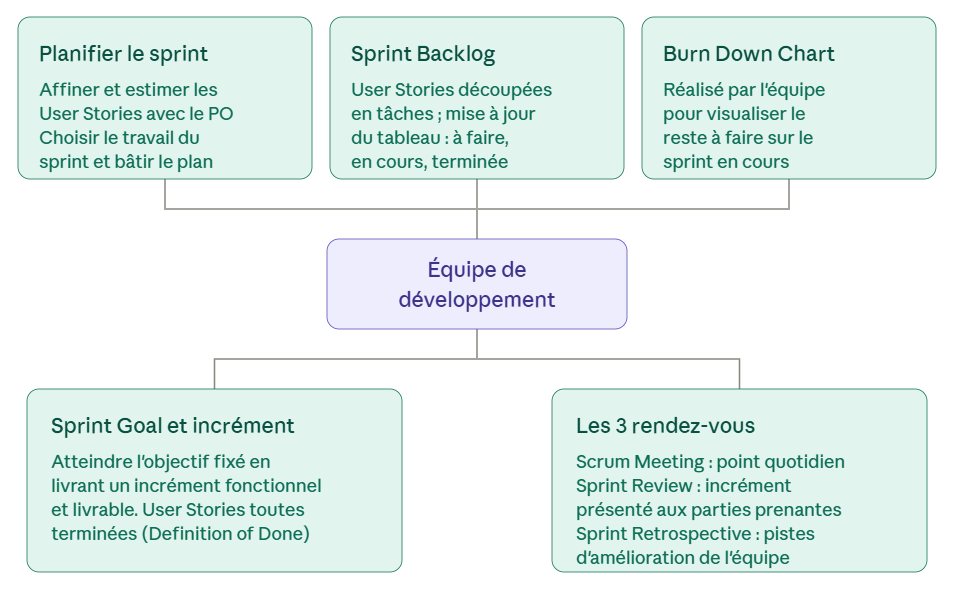 Planifier le sprint
Affiner et estimer les
User Stories avec le PO
Choisir le travail du
sprint et bâtir le plan
Sprint Backlog
User Stories découpées
en tâches ; mise à jour
du tableau : à faire,
en cours, terminée
Burn Down Chart
Réalisé par l'équipe
pour visualiser le
reste à faire sur le
sprint en cours
Équipe de
développement
Sprint Goal et incrément
Atteindre l'objectif fixé en
livrant un incrément fonctionnel
et livrable. User Stories toutes
terminées (Definition of Done)
Les 3 rendez-vous
Scrum Meeting : point quotidien
Sprint Review : incrément
présenté aux parties prenantes
Sprint Retrospective : pistes
d'amélioration de l'équipe